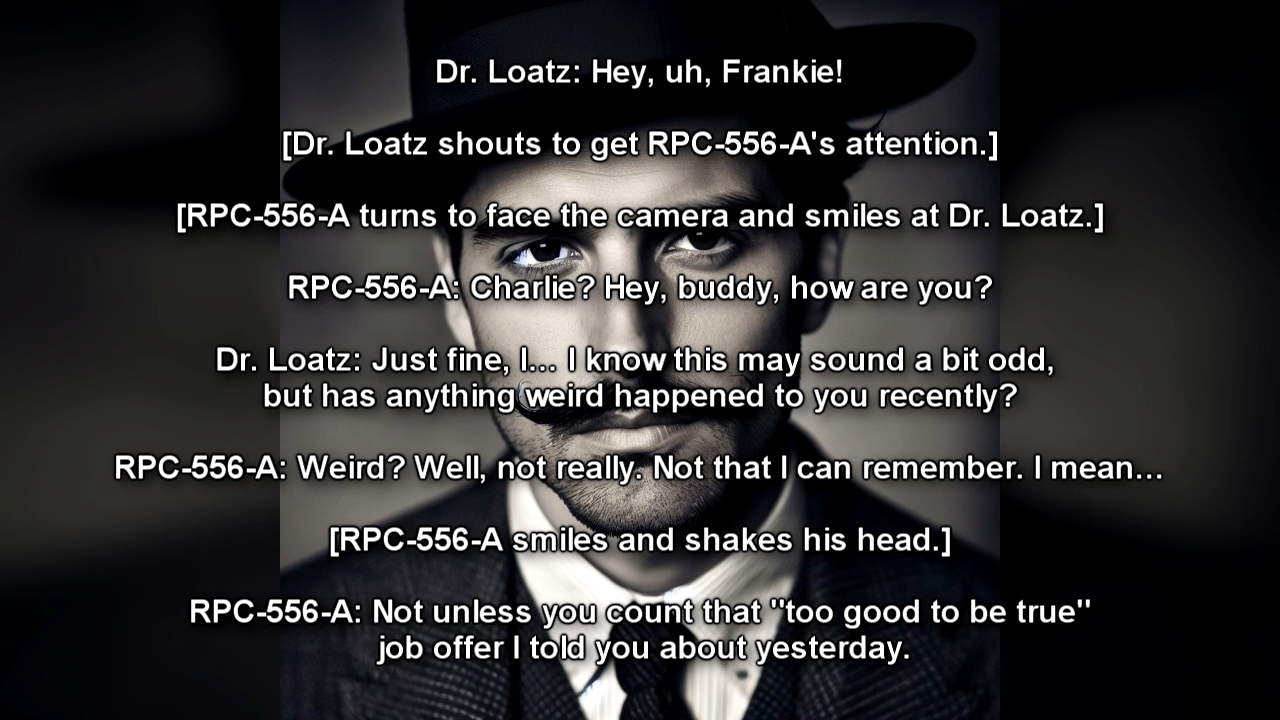 Dr. Loatz: Hey, uh, Frankie!
[Dr. Loatz shouts to get RPC-556-A's attention.]
[RPC-556-A turns to face the camera and smiles at Dr. Loatz.]
RPC-556-A: Charlie? Hey, buddy, how are you?
Dr. Loatz: Just fine, I... I know this may sound a bit odd,
but has anything weird happened to you recently?
RPC-556-A: Weird? Well, not really. Not that I can remember. I mean...
[RPC-556-A smiles and shakes his head.]
RPC-556-A: Not unless you count that "too good to be true"
job offer I told you about yesterday.